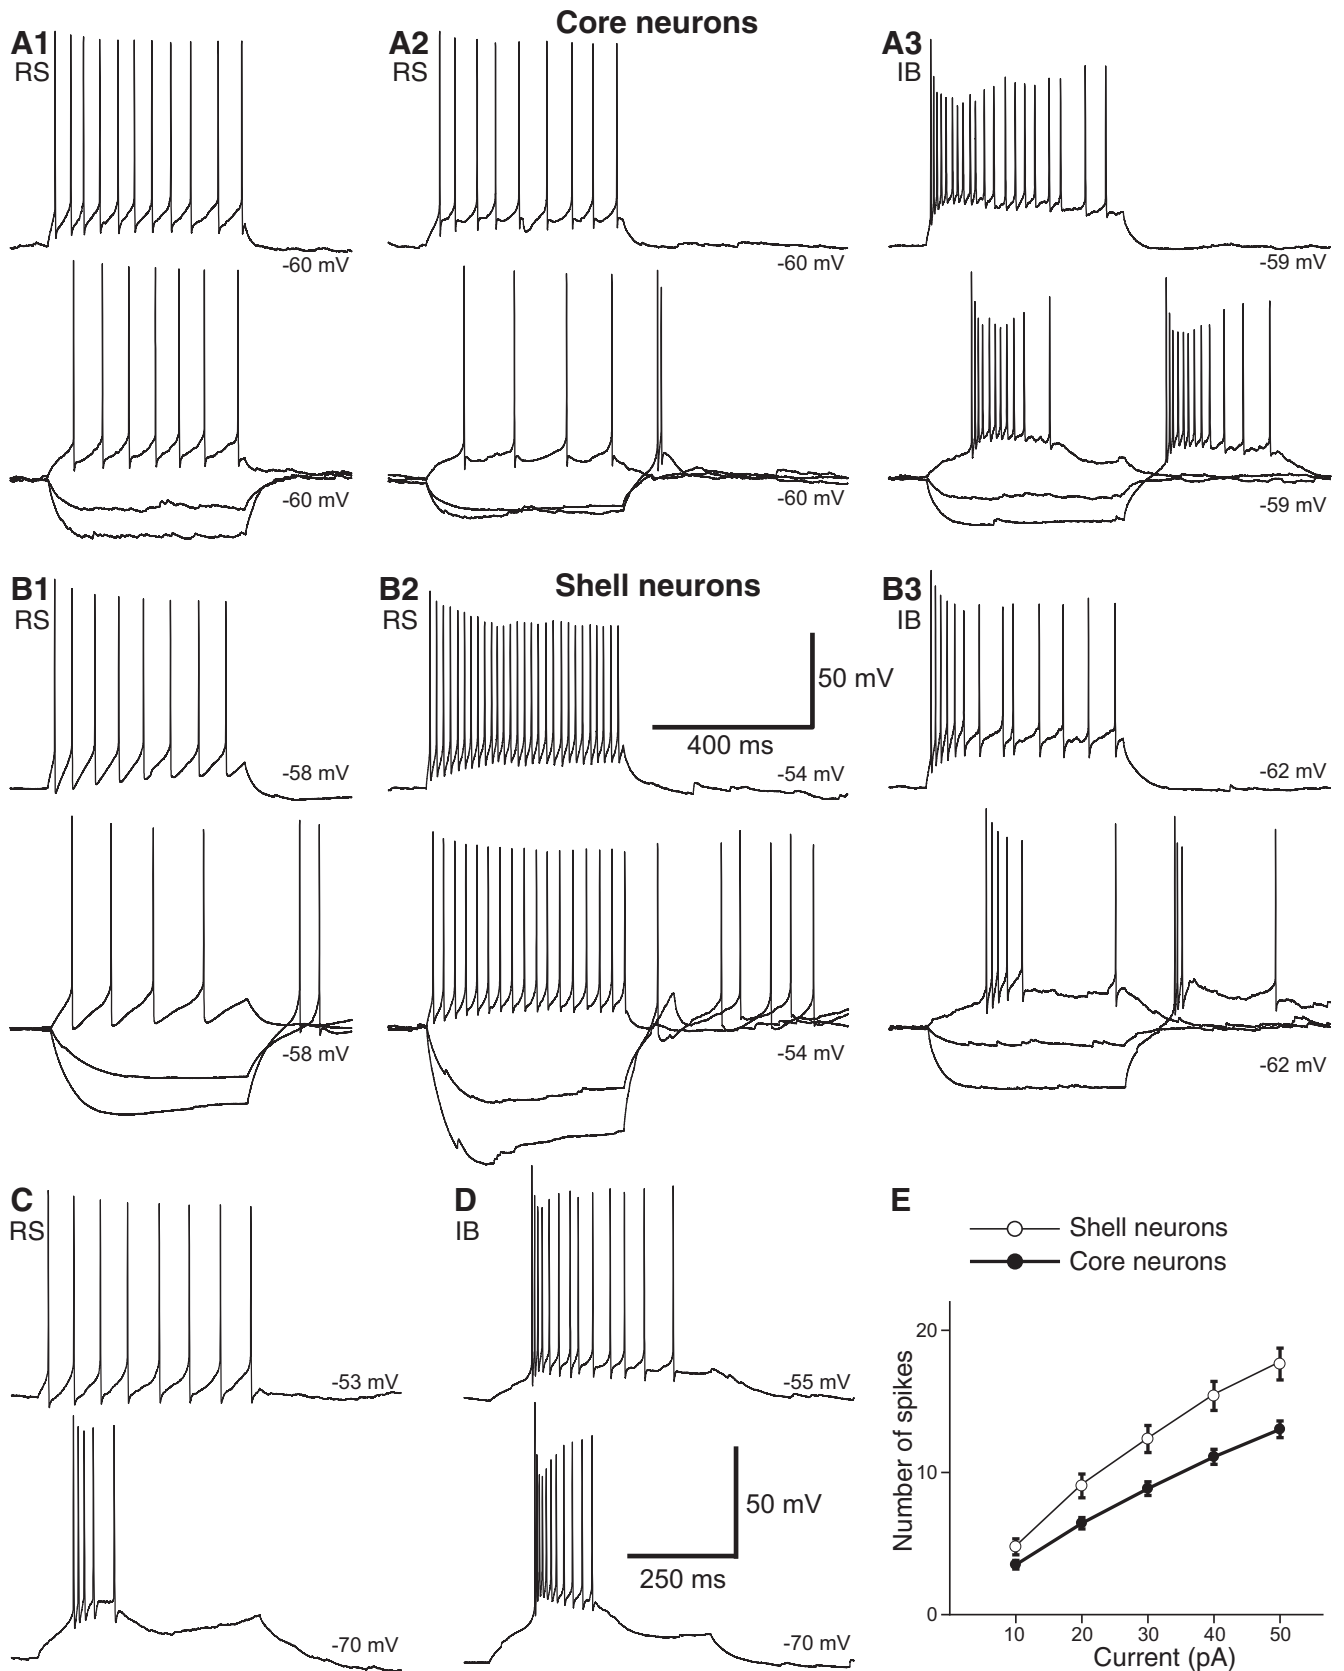 Core neurons
A1
RS
A2
RS
A3
IB
-60 mV
-60 mV
-59 mV
-60 mV
-60 mV
-59 mV
Shell neurons
B1
RS
B2
RS
B3
IB
50 mV
400 ms
-58 mV
-54 mV
-62 mV
-58 mV
-54 mV
-62 mV
C
RS
D
IB
E
Shell neurons
Core neurons
-53 mV
-55 mV
50 mV
250 ms
-70 mV
-70 mV
Number of spikes
20
10
0
10 20 30 40 50
Current (pA)